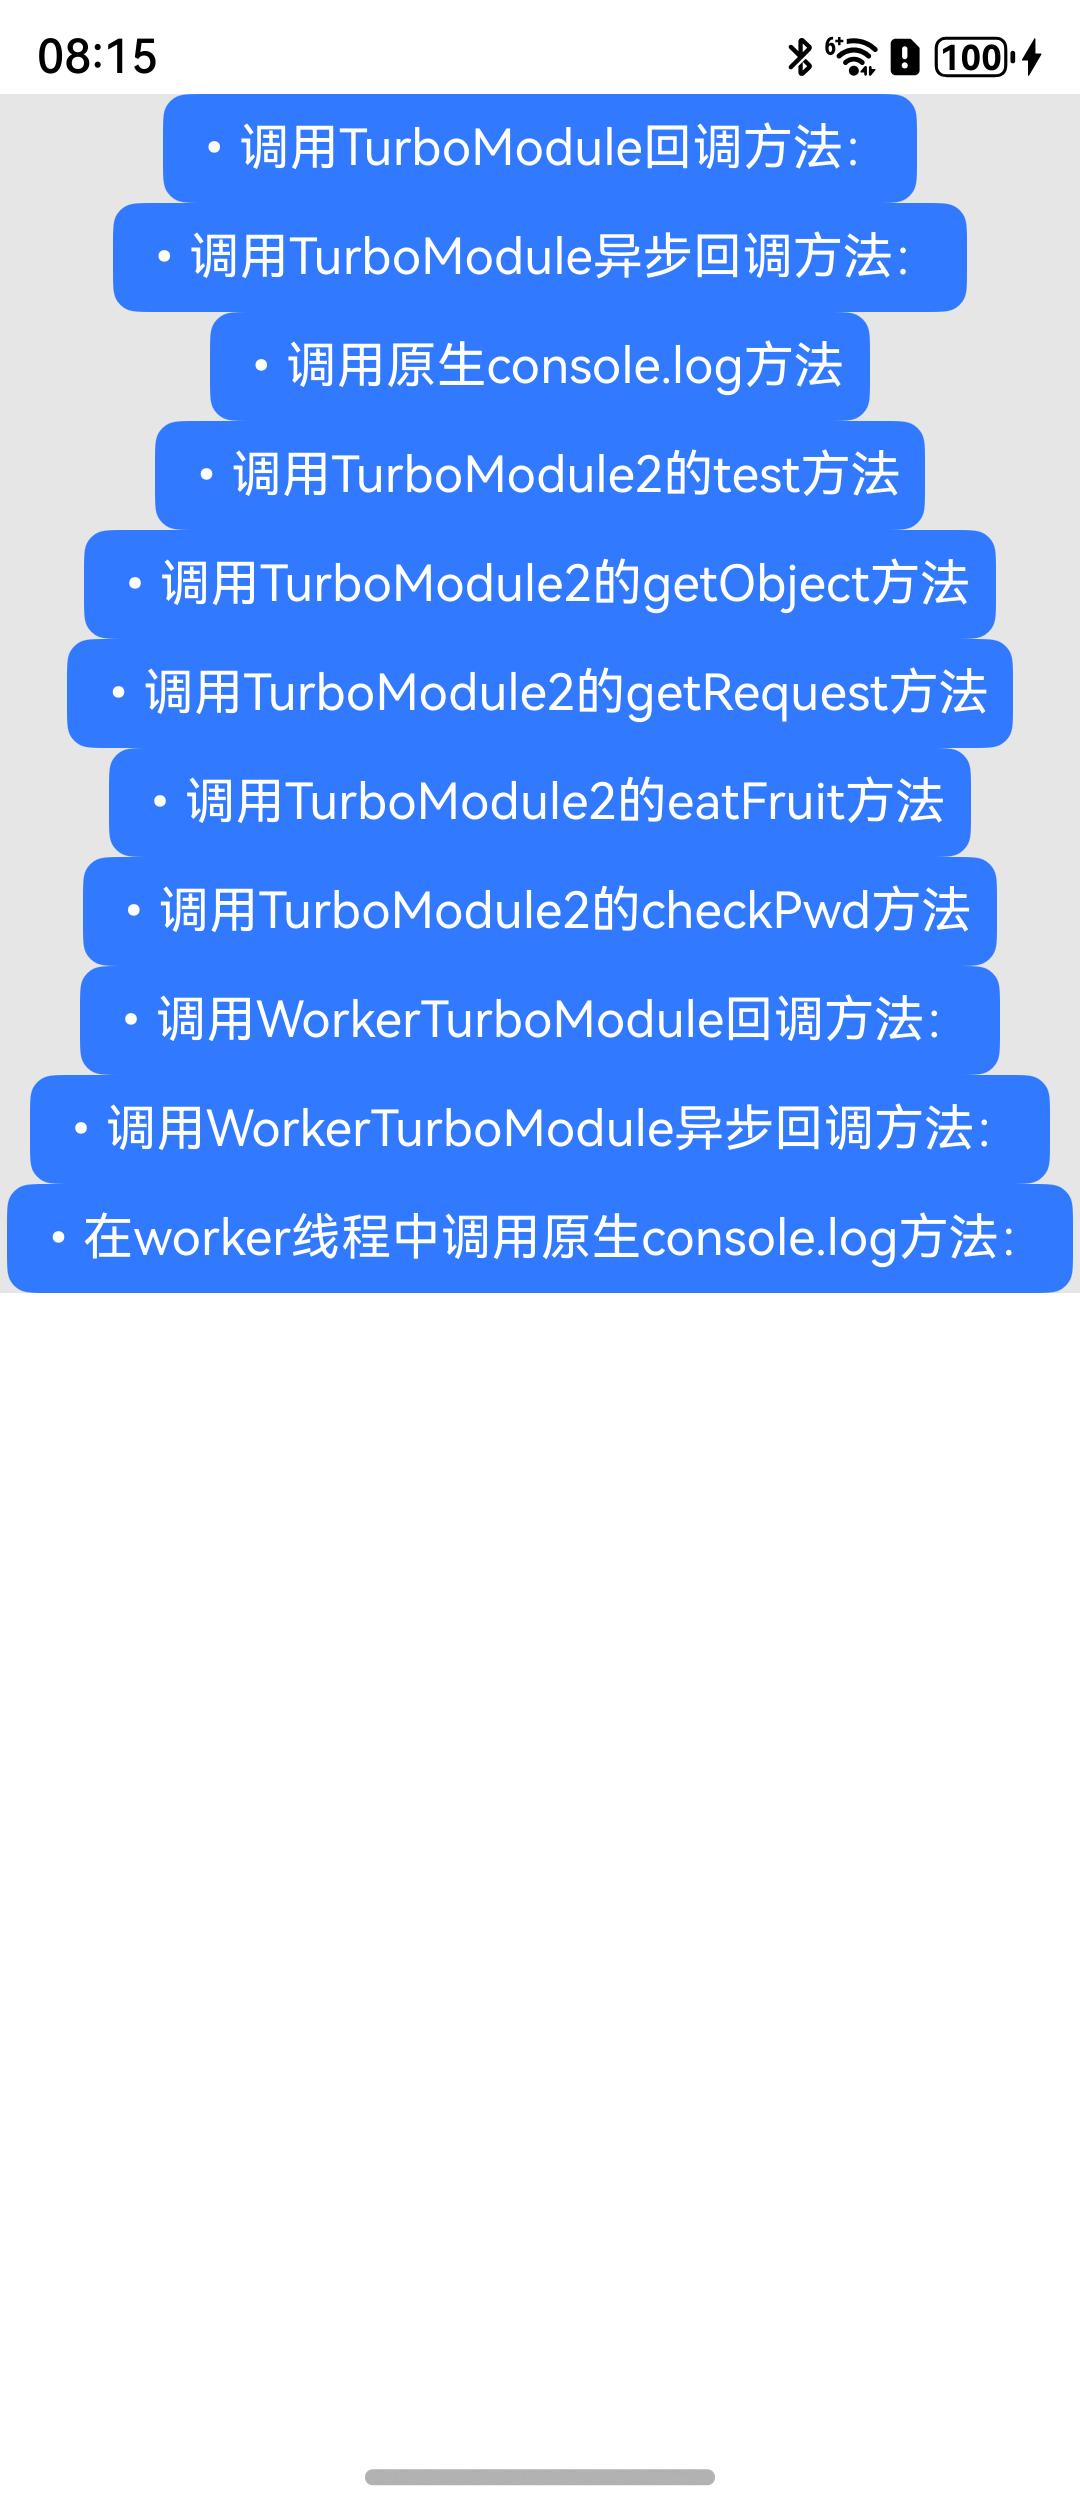 08:15
100
• 调用TurboModule回调方法：
• 调用TurboModule异步回调方法：
• 调用原生console.log方法
• 调用TurboModule2的test方法
• 调用TurboModule2的getObject方法
• 调用TurboModule2的getRequest方法
• 调用TurboModule2的eatFruit方法
• 调用TurboModule2的checkPwd方法
• 调用WorkerTurboModule回调方法：
• 调用WorkerTurboModule异步回调方法：
• 在worker线程中调用原生console.log方法：